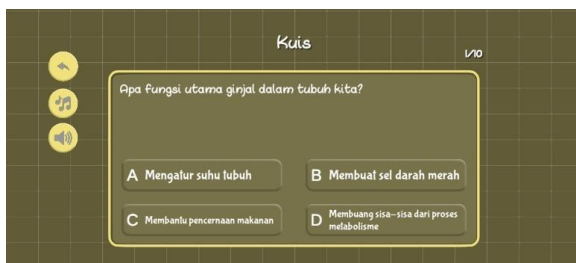 Kuis
1/10
Apa fungsi utama ginjal dalam tubuh kita?
A Mengatur suhu tubuh
B Membuat sel darah merah
C Membantu pencernaan makanan
D Membuang sisa-sisa dari proses
metabolisme